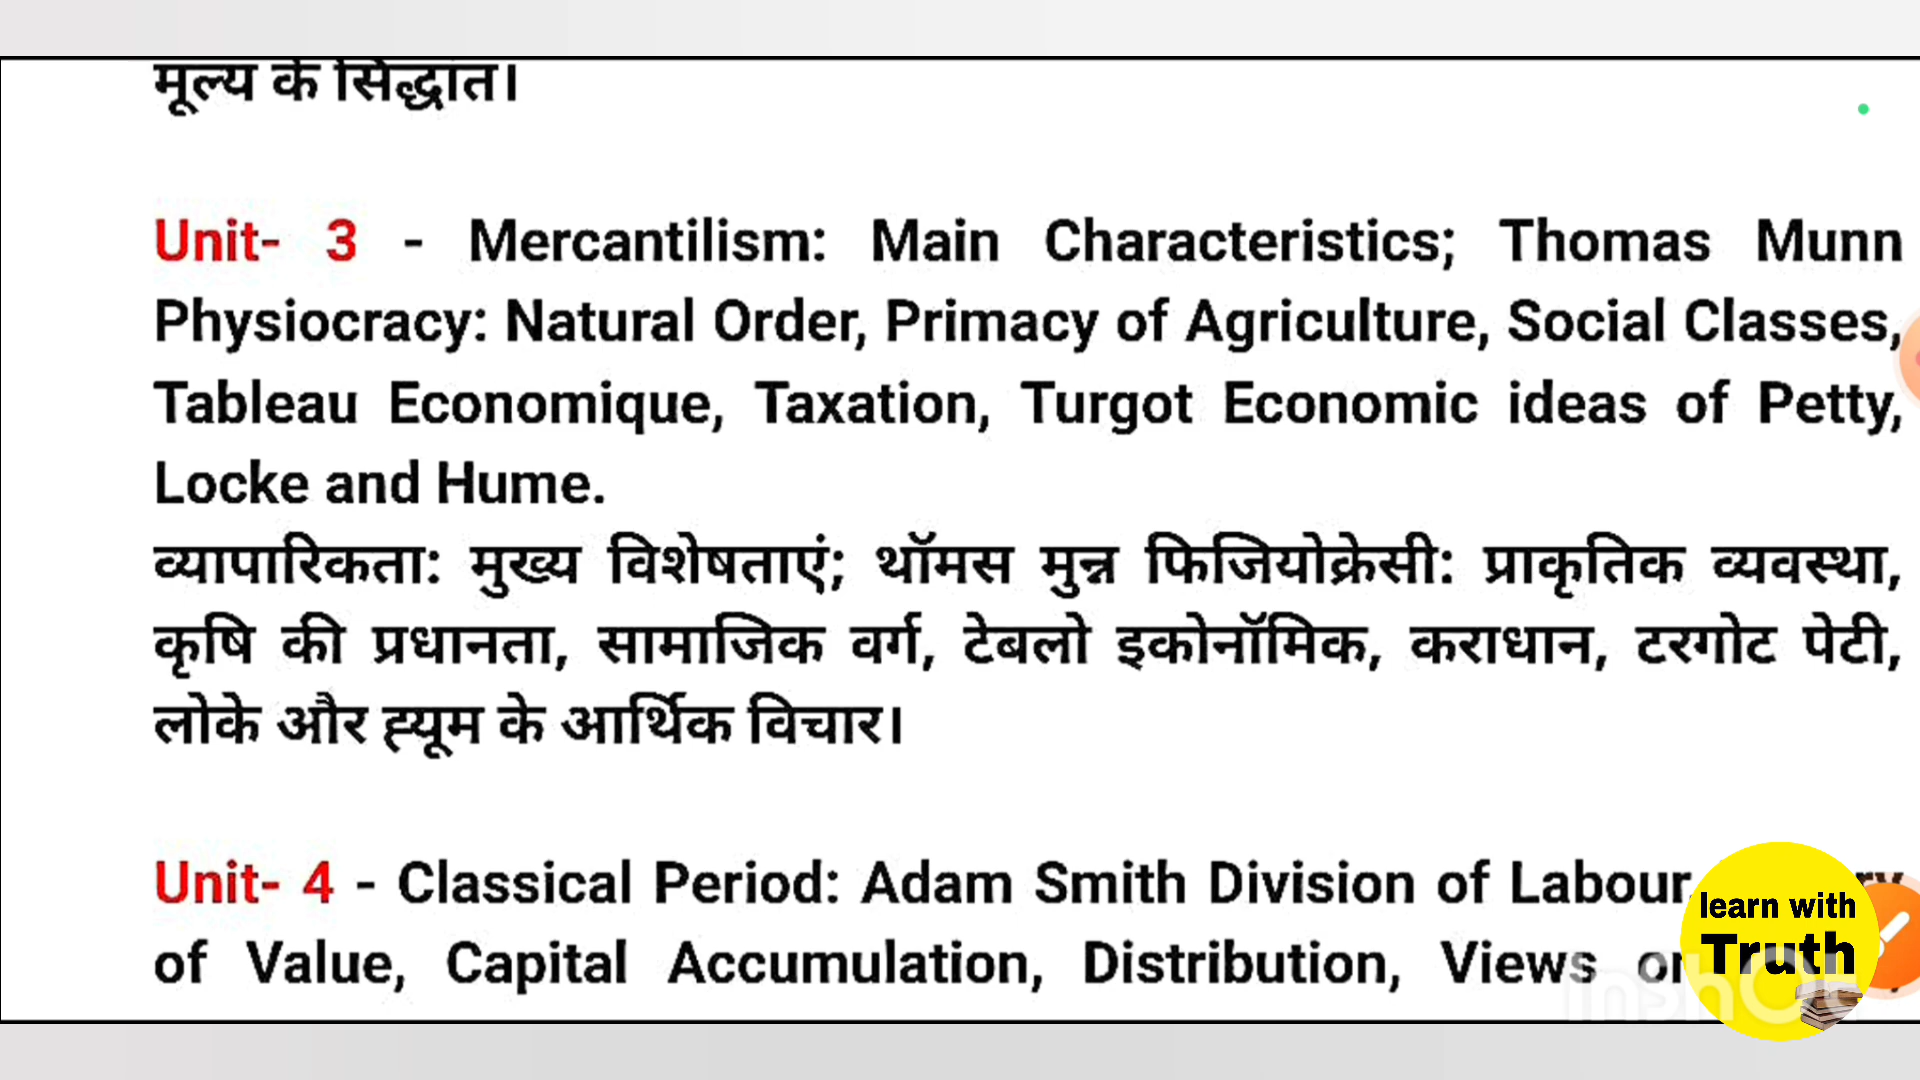 मूल्य के सिद्धांत।
Unit- 3 - Mercantilism: Main Characteristics; Thomas Munn
Physiocracy: Natural Order, Primacy of Agriculture, Social Classes,
Tableau Economique, Taxation, Turgot Economic ideas of Petty,
Locke and Hume.
व्यापारिकता: मुख्य विशेषताएं; थॉमस मुन्न फिजियोक्रेसी: प्राकृतिक व्यवस्था,
कृषि की प्रधानता, सामाजिक वर्ग, टेबलो इकोनॉमिक, कराधान, टरगोट पेटी,
लोके और ह्यूम के आर्थिक विचार।
Unit- 4 - Classical Period: Adam Smith Division of Labour,
of Value, Capital Accumulation, Distribution, Views
learn with
Truth